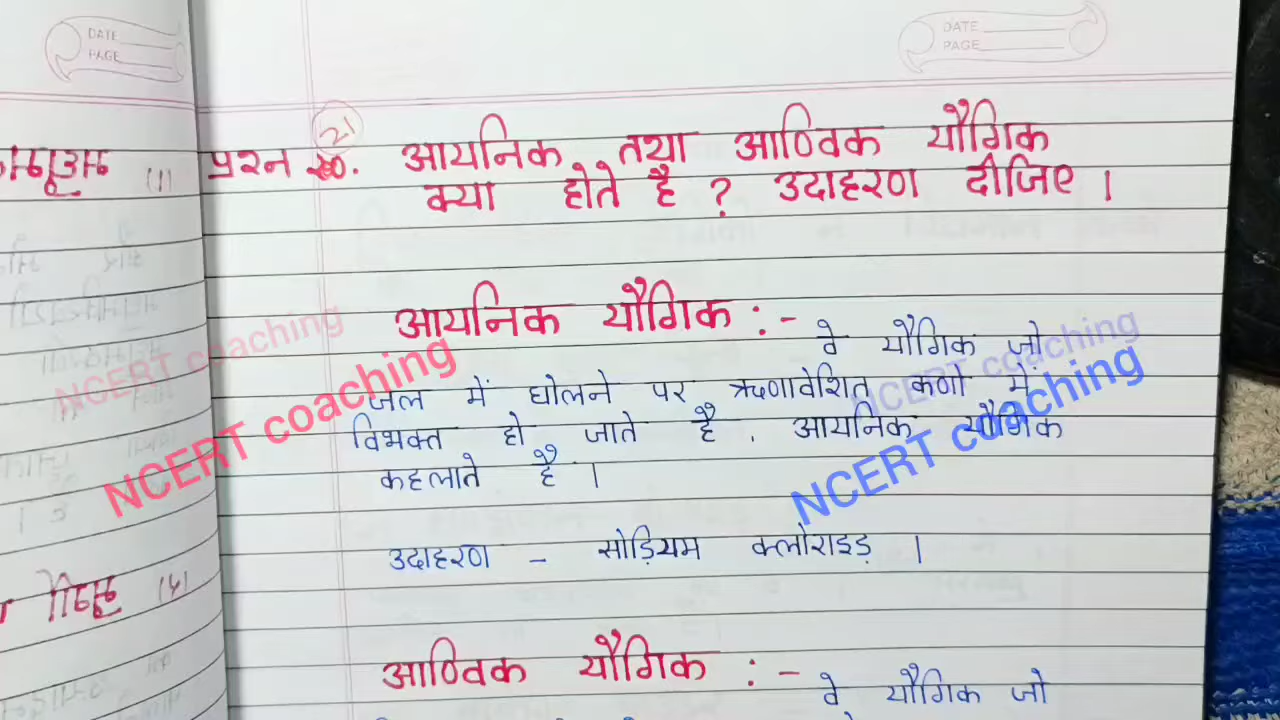 DATE
PAGE
DATE
PAGE
21
प्रश्न 20. आयनिक तथा आण्विक यौगिक
क्या होते है ? उदाहरण दीजिए ।
आयनिक यौगिक :-
वे यौगिक जो
जल में घोलने पर ऋणावेशित कणो में
विभक्त हो जाते है . आयनिक यौगिक
कहलाते है ।
उदाहरण - सोड़ियम क्लोराइड़ ।
आण्विक यौगिक :-
वे यौगिक जो
NCERT coaching
NCERT coaching
NCERT coaching
NCERT coaching